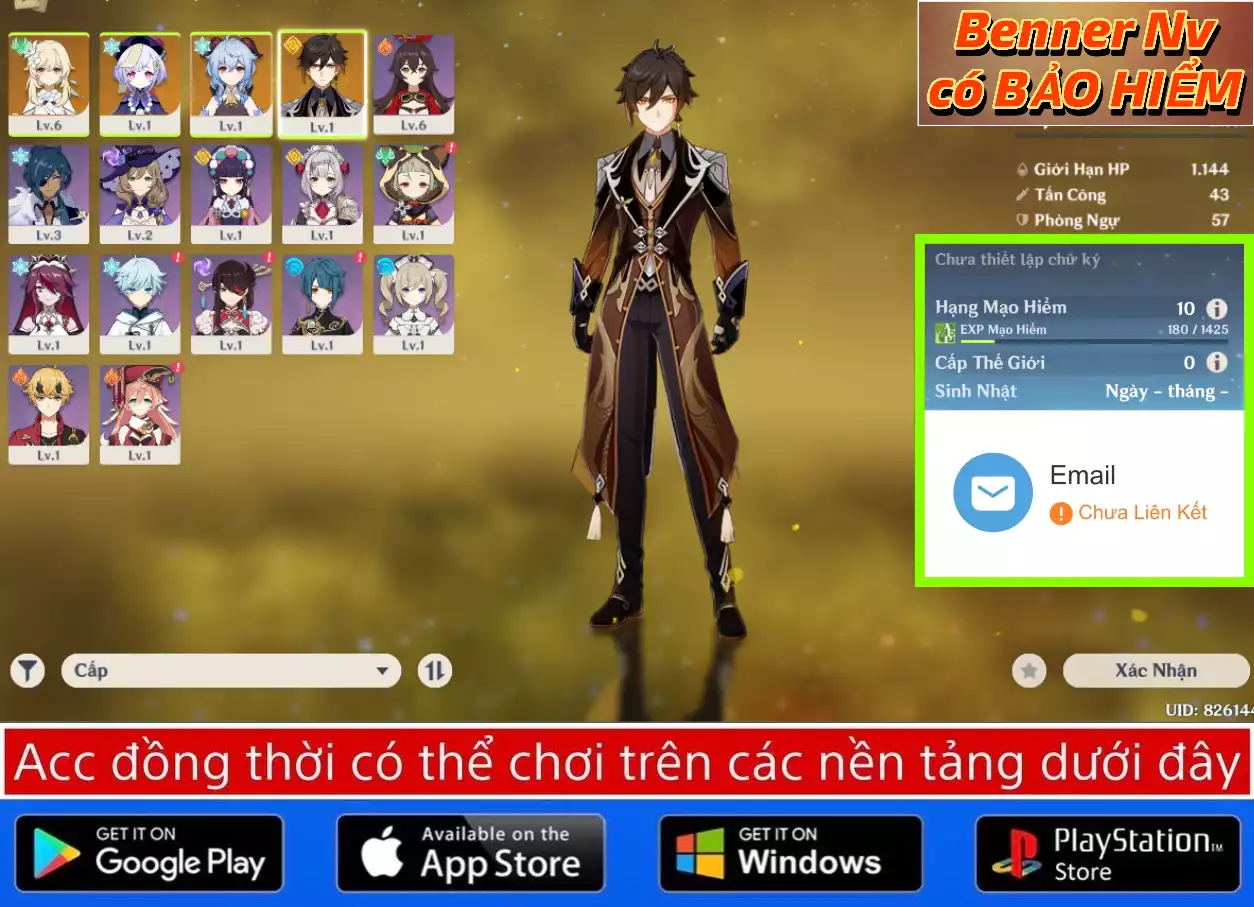 Benner Nv
có BẢO HIỂM
Lv.6
Lv.1
Lv.1
Lv.1
Lv.6
Lv.3
Lv.2
Lv.1
Lv.1
Lv.1
Lv.1
Lv.1
Lv.1
Lv.1
Lv.1
Lv.1
Lv.1
Giới Hạn HP 1.144
Tấn Công 43
Phòng Ngự 57
Chưa thiết lập chữ ký
Hạng Mạo Hiểm 10
EXP Mạo Hiểm 180 / 1425
Cấp Thế Giới 0
Sinh Nhật Ngày - tháng -
Email
Chưa Liên Kết
Cấp
Xác Nhận
UID: 826144
Acc đồng thời có thể chơi trên các nền tảng dưới đây
GET IT ON
Google Play
Available on the
App Store
GET IT ON
Windows
PlayStation™
Store